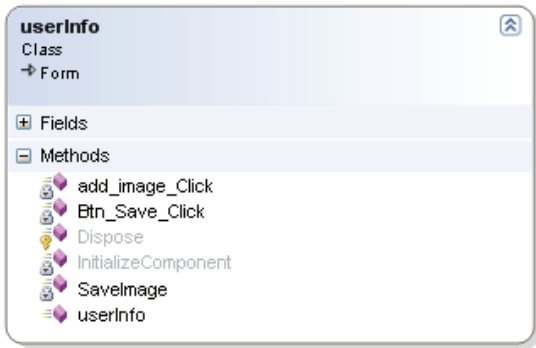 userInfo
Class
Form
Fields
Methods
add_image_Click
Btn_Save_Click
Dispose
InitializeComponent
SaveImage
userInfo